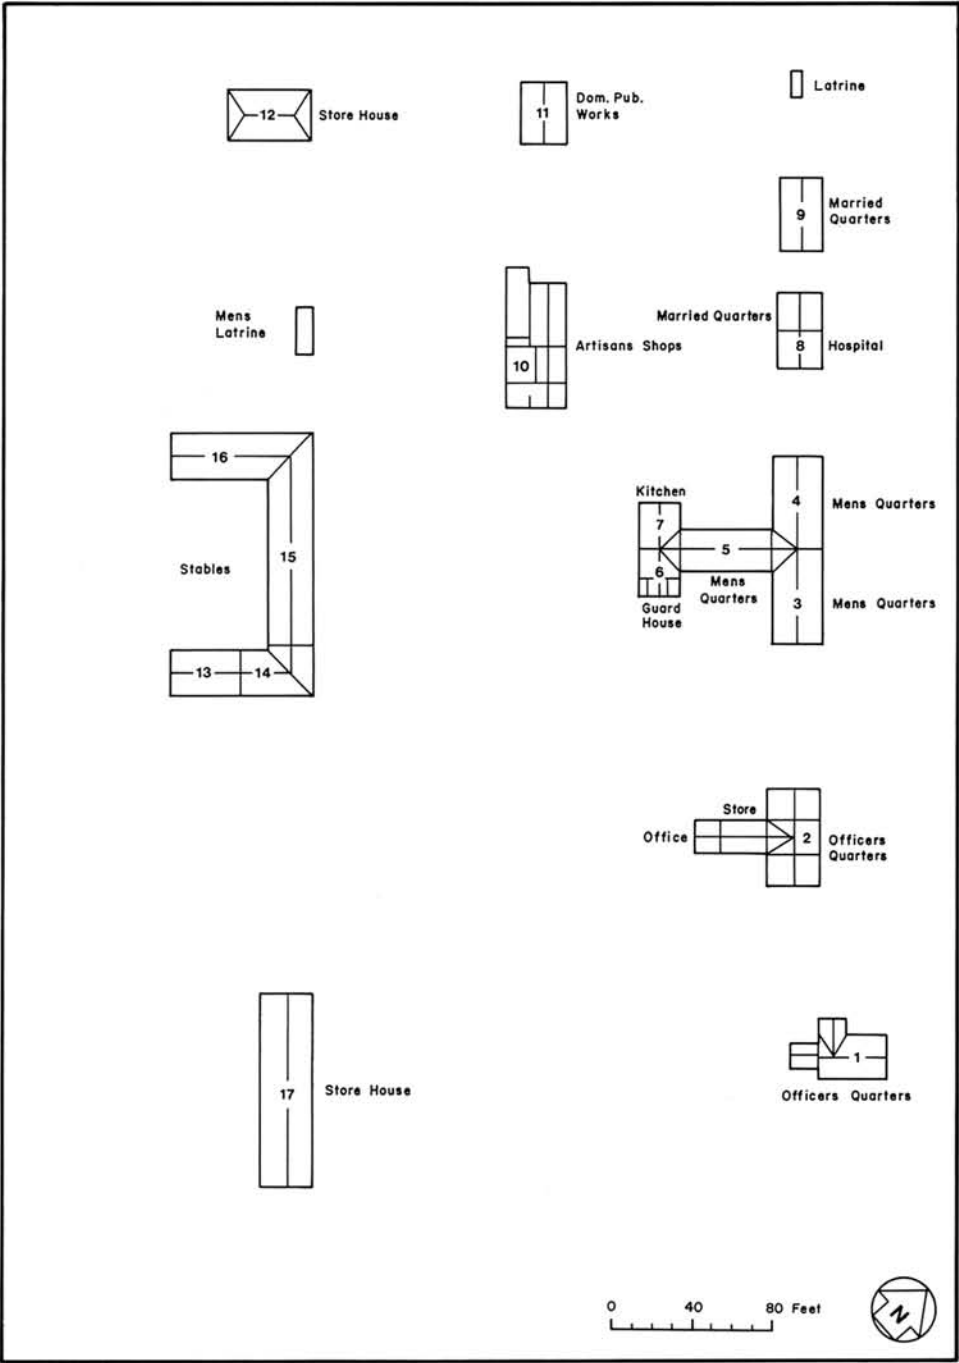 Latrine
12
Store House
11
Dom. Pub.
Works
9
Married
Quarters
Mens
Latrine
10
Artisans Shops
Married Quarters
8
Hospital
16
15
13
14
Stables
Kitchen
7
6
5
Mens
Quarters
Guard
House
4
Mens Quarters
3
Mens Quarters
Store
Office
2
Officers
Quarters
17
Store House
1
Officers Quarters
0 40 80 Feet
N